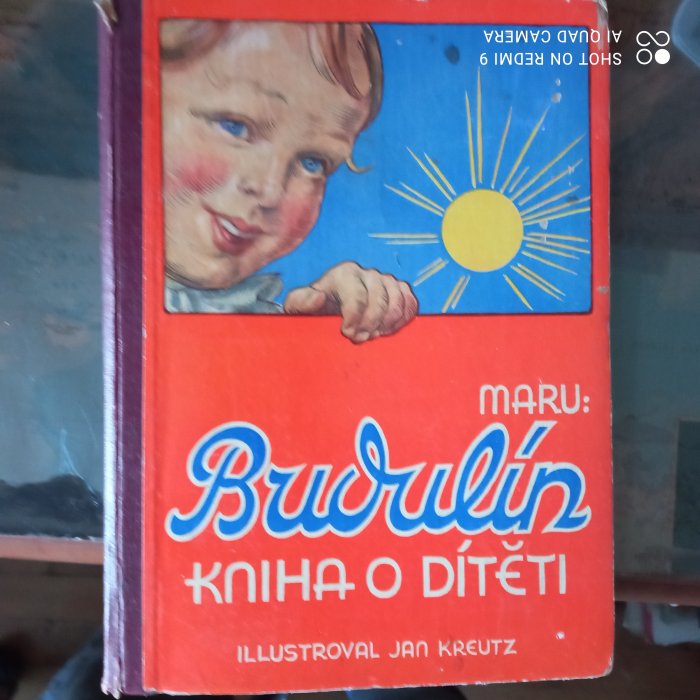 SHOT ON REDMI 9
AI QUAD CAMERA
MARU:
Budulín
KNIHA O DÍTĚTI
ILLUSTROVAL JAN KREUTZ